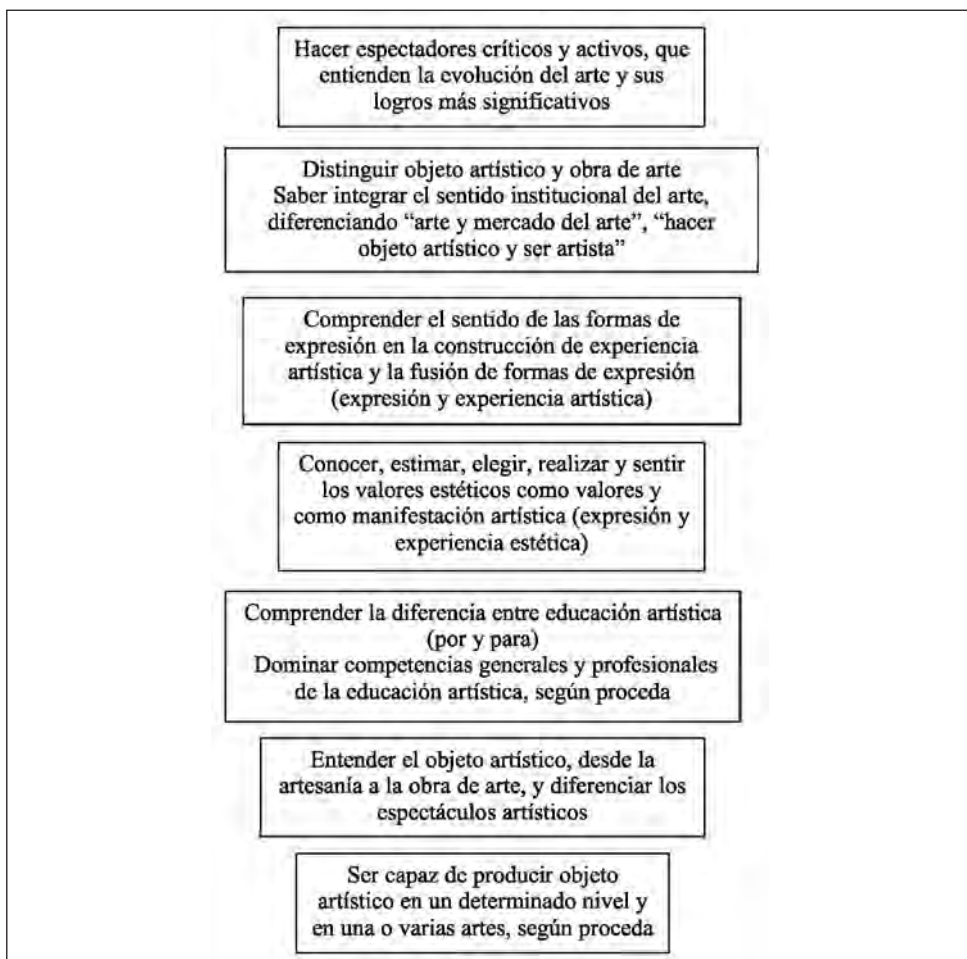 Hacer espectadores críticos y activos, que
entienden la evolución del arte y sus
logros más significativos
Distinguir objeto artístico y obra de arte
Saber integrar el sentido institucional del arte,
diferenciando “arte y mercado del arte”, “hacer
objeto artístico y ser artista”
Comprender el sentido de las formas de
expresión en la construcción de experiencia
artística y la fusión de formas de expresión
(expresión y experiencia artística)
Conocer, estimar, elegir, realizar y sentir
los valores estéticos como valores y
como manifestación artística (expresión y
experiencia estética)
Comprender la diferencia entre educación artística
(por y para)
Dominar competencias generales y profesionales
de la educación artística, según proceda
Entender el objeto artístico, desde la
artesanía a la obra de arte, y diferenciar los
espectáculos artísticos
Ser capaz de producir objeto
artístico en un determinado nivel y
en una o varias artes, según proceda